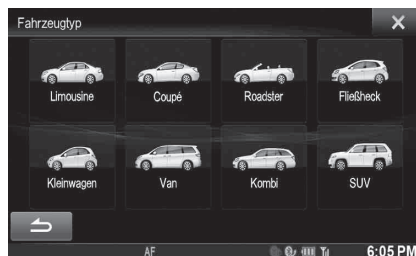 Fahrzeugtyp
Limousine Coupé Roadster Fließheck
Kleinwagen Van Kombi SUV
AF 6:05 PM